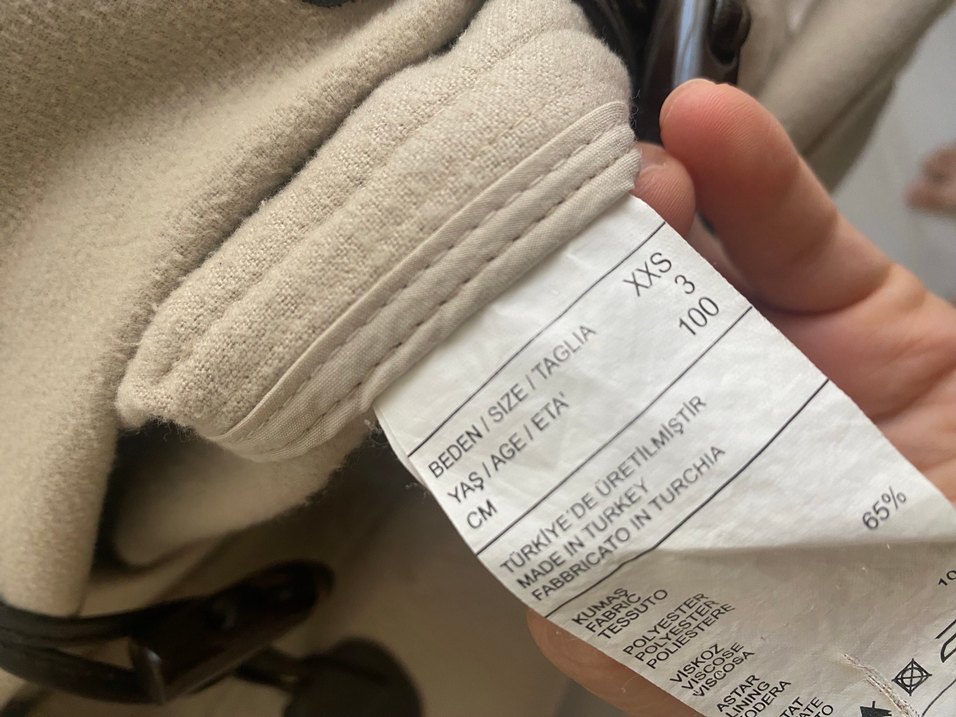 BEDEN / SIZE / TAGLIA XXS
YAŞ / AGE / ETA' 3
CM 100
TÜRKİYE'DE ÜRETİLMİŞTİR
MADE IN TURKEY
FABBRICATO IN TURCHIA
KUMAŞ
FABRIC
TESSUTO
65%
POLYESTER
POLYESTER
POLIESTERE
VISKOZ
VISCOSE
VISCOSA
ASTAR
LINING